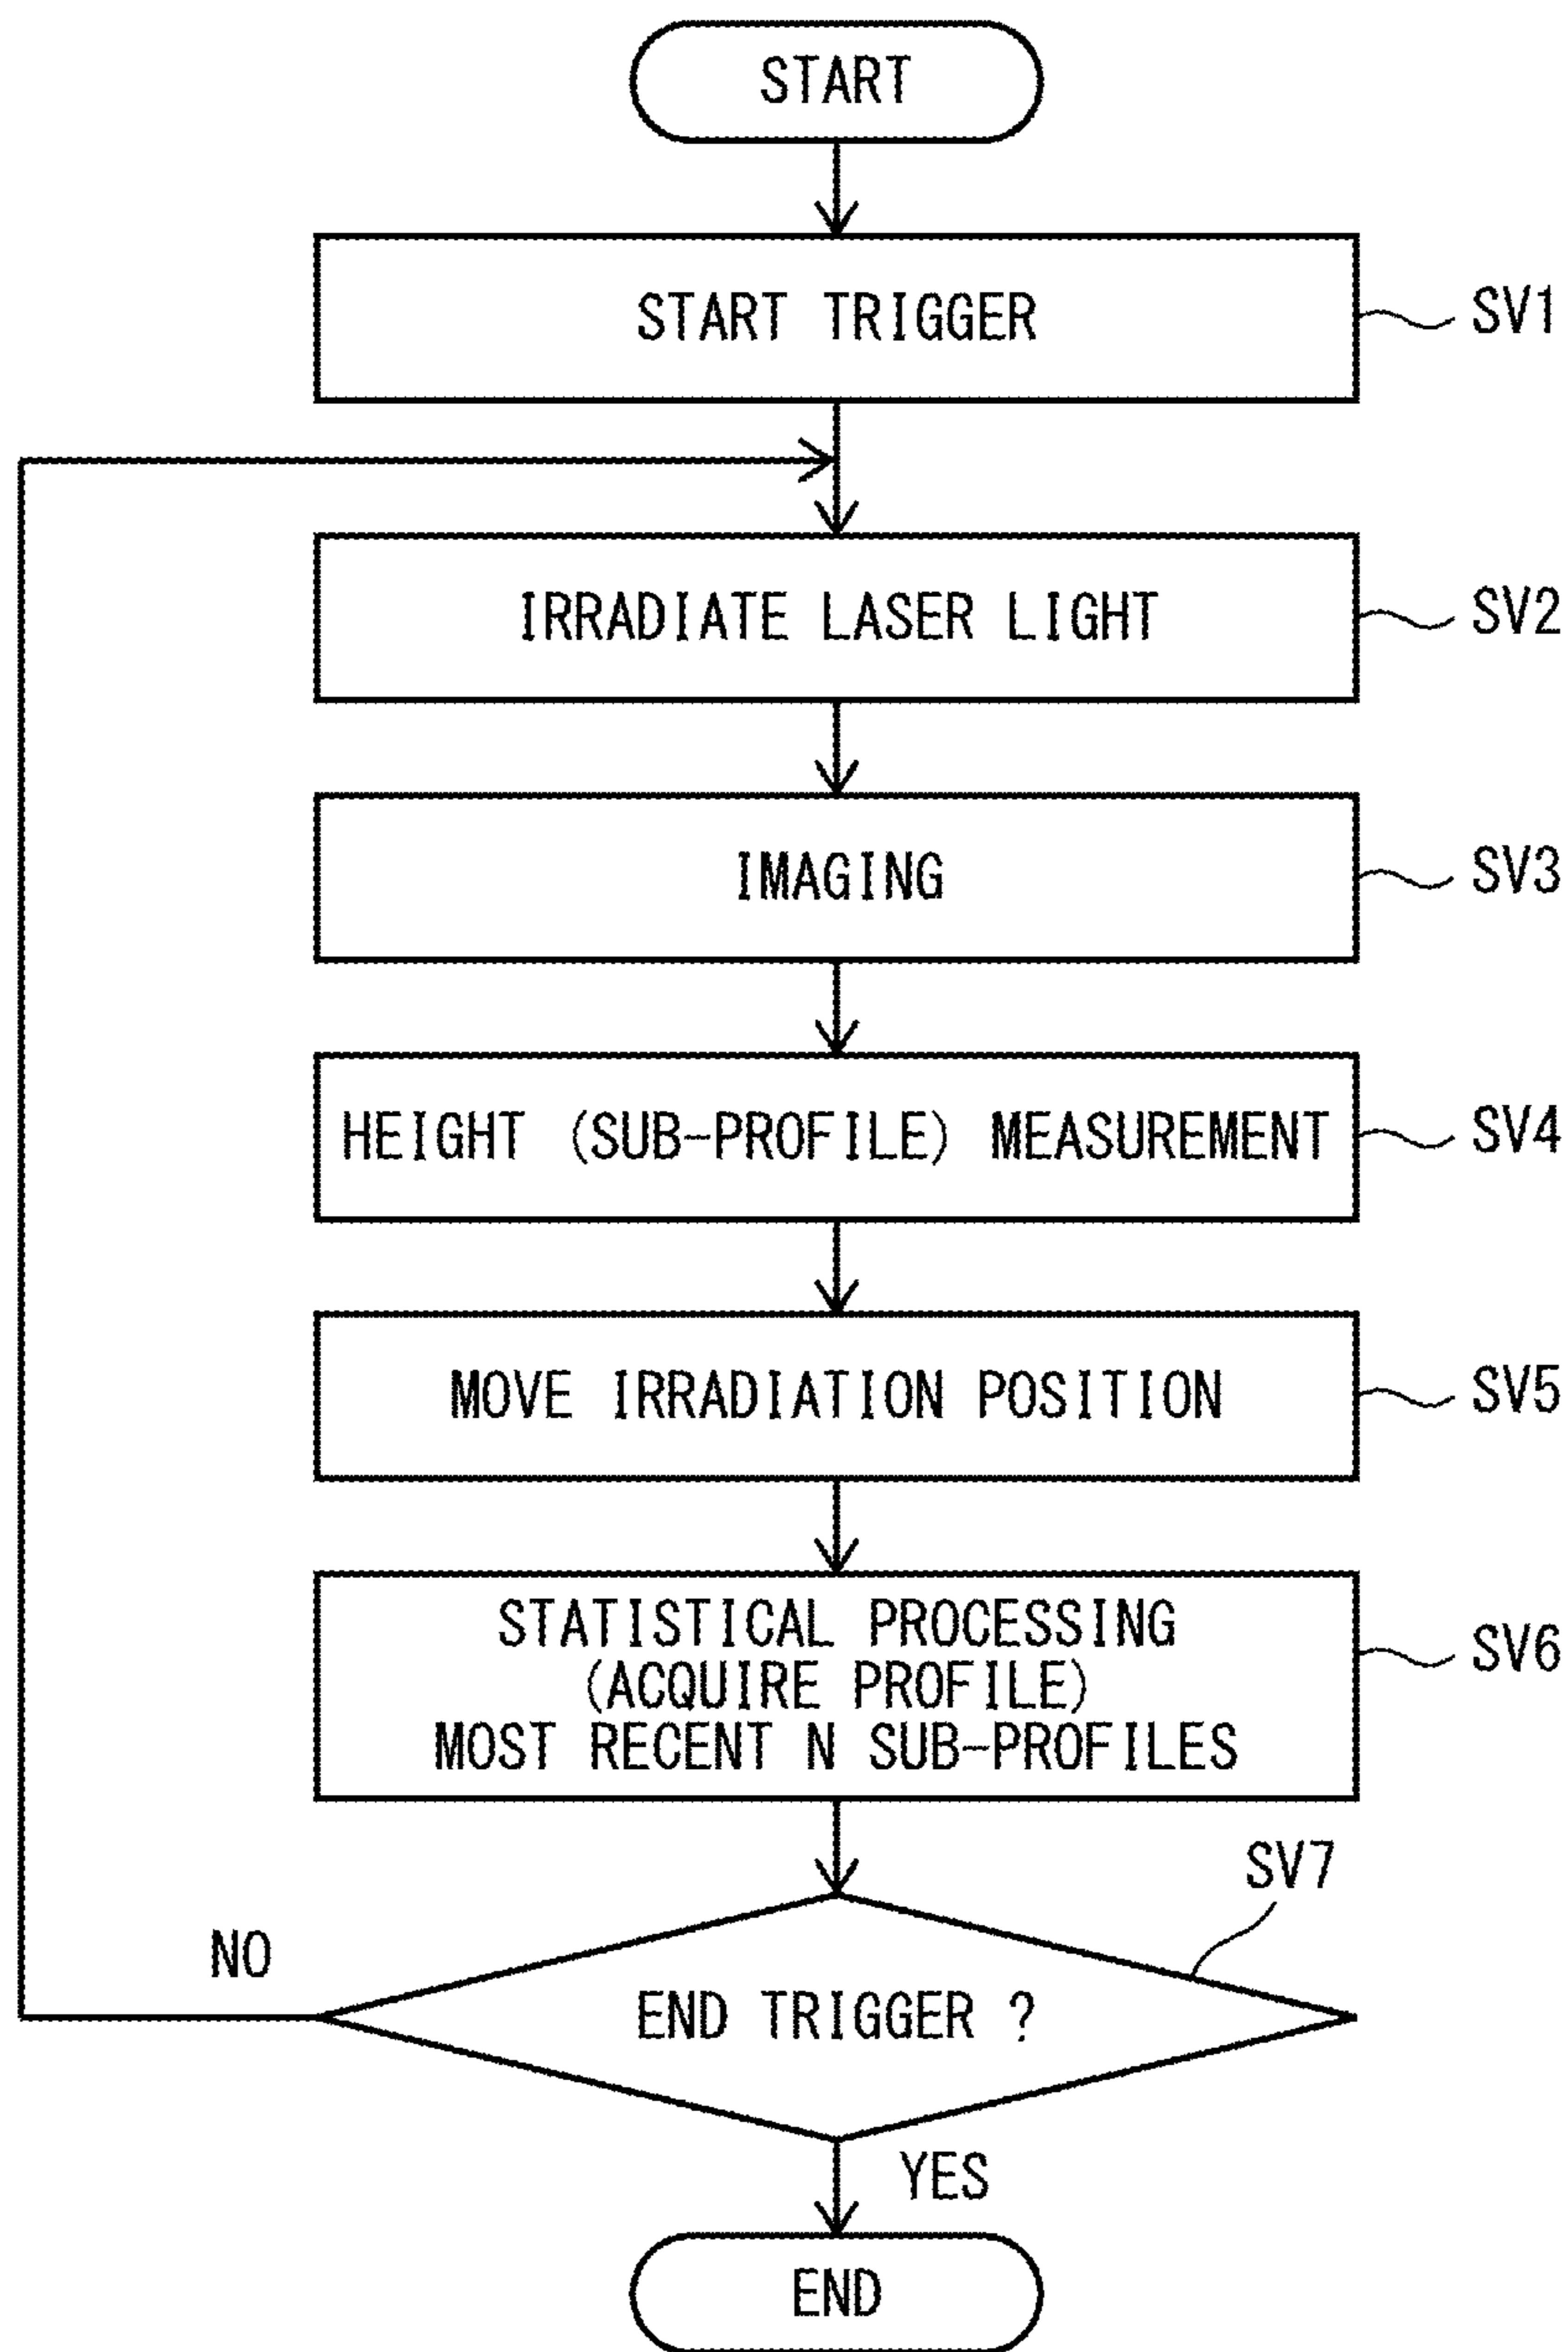 START
START TRIGGER
SV1
IRRADIATE LASER LIGHT
SV2
IMAGING
SV3
HEIGHT (SUB-PROFILE) MEASUREMENT
SV4
MOVE IRRADIATION POSITION
SV5
STATISTICAL PROCESSING
(ACQUIRE PROFILE)
MOST RECENT N SUB-PROFILES
SV6
SV7
NO
END TRIGGER ?
YES
END